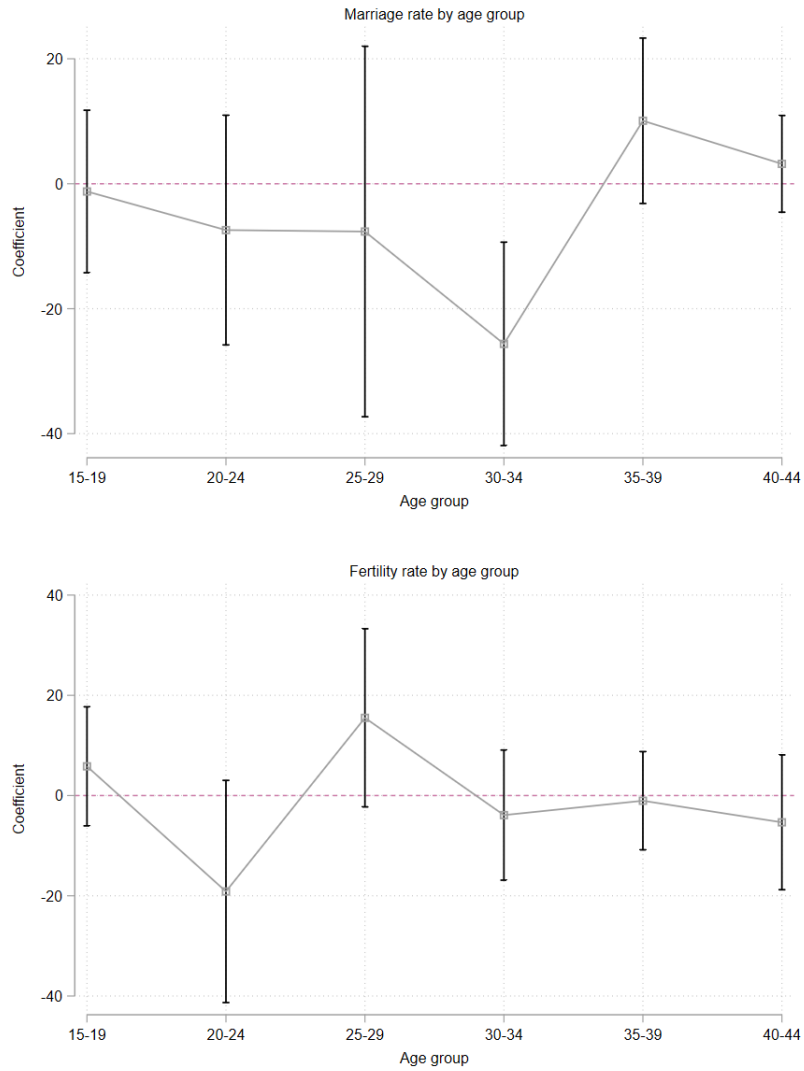 Marriage rate by age group
20
0
-20
-40
Coefficient
15-19 20-24 25-29 30-34 35-39 40-44
Age group
Fertility rate by age group
40
20
0
-20
-40
Coefficient
15-19 20-24 25-29 30-34 35-39 40-44
Age group